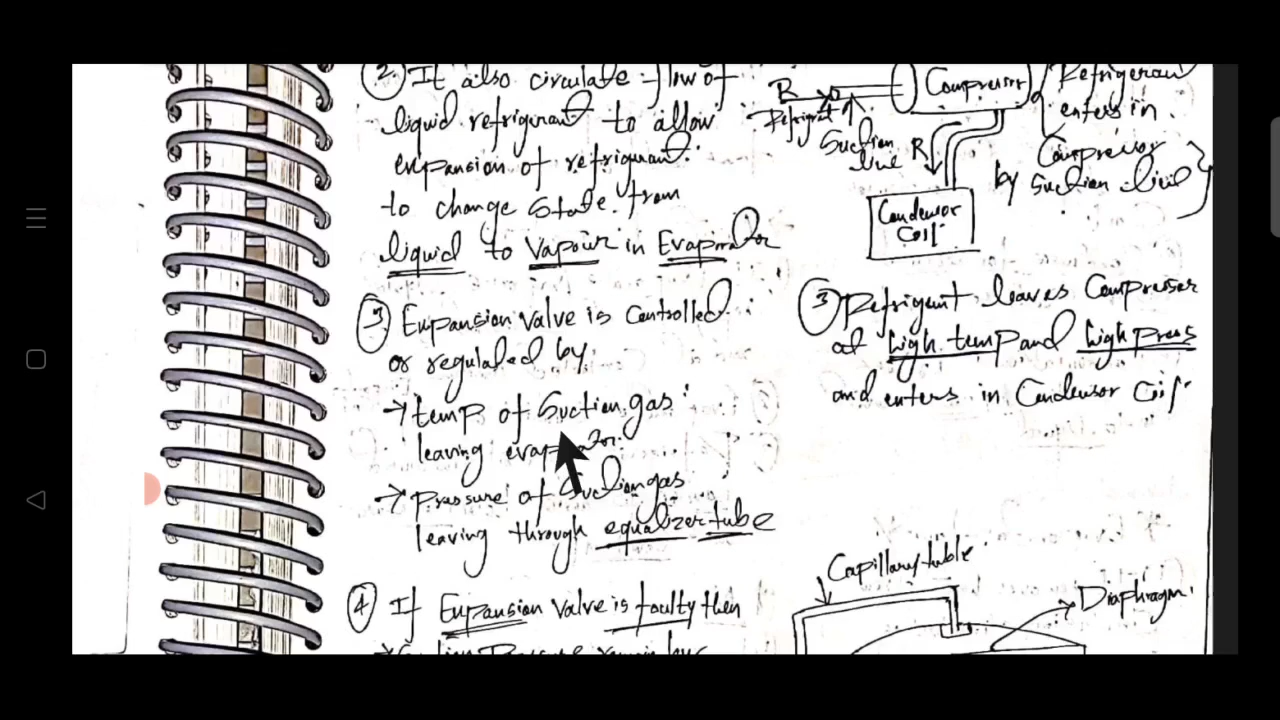 2. It also circulate flow of
liquid refrigerant to allow
expansion of refrigerant.
to change State from
liquid to Vapour in Evaporator
3 Expansion Valve is Controlled
or regulated by
→ temp of Suction gas
leaving evaporator.
→ Pressure of Suction gas
leaving through equalizer tube
4 If Expansion Valve is faulty then
R
Refrigerant
Suction
line
Compressor
R
Condensor
Coil
Refrigerant
enters in
Compressor
by Suction line
3 Refrigerant leaves Compressor
at high temp and high press
and enters in Condensor Coil
Capillary tube
Diaphragm